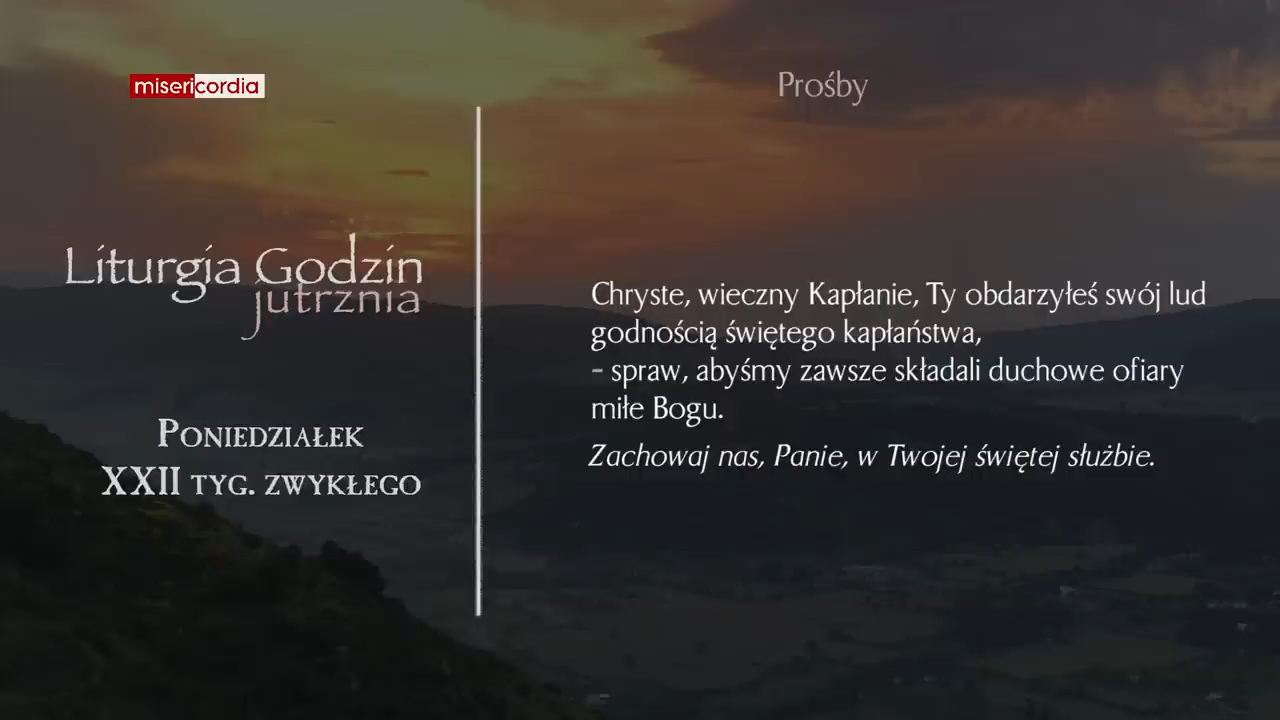 misericordia
Prośby
Liturgia Godzin
jutrznia
Poniedziałek
XXII tyg. zwykłego
Chryste, wieczny Kapłanie, Ty obdarzyłeś swój lud
godnością świętego kapłaństwa,
- spraw, abyśmy zawsze składali duchowe ofiary
miłe Bogu.
Zachowaj nas, Panie, w Twojej świętej służbie.